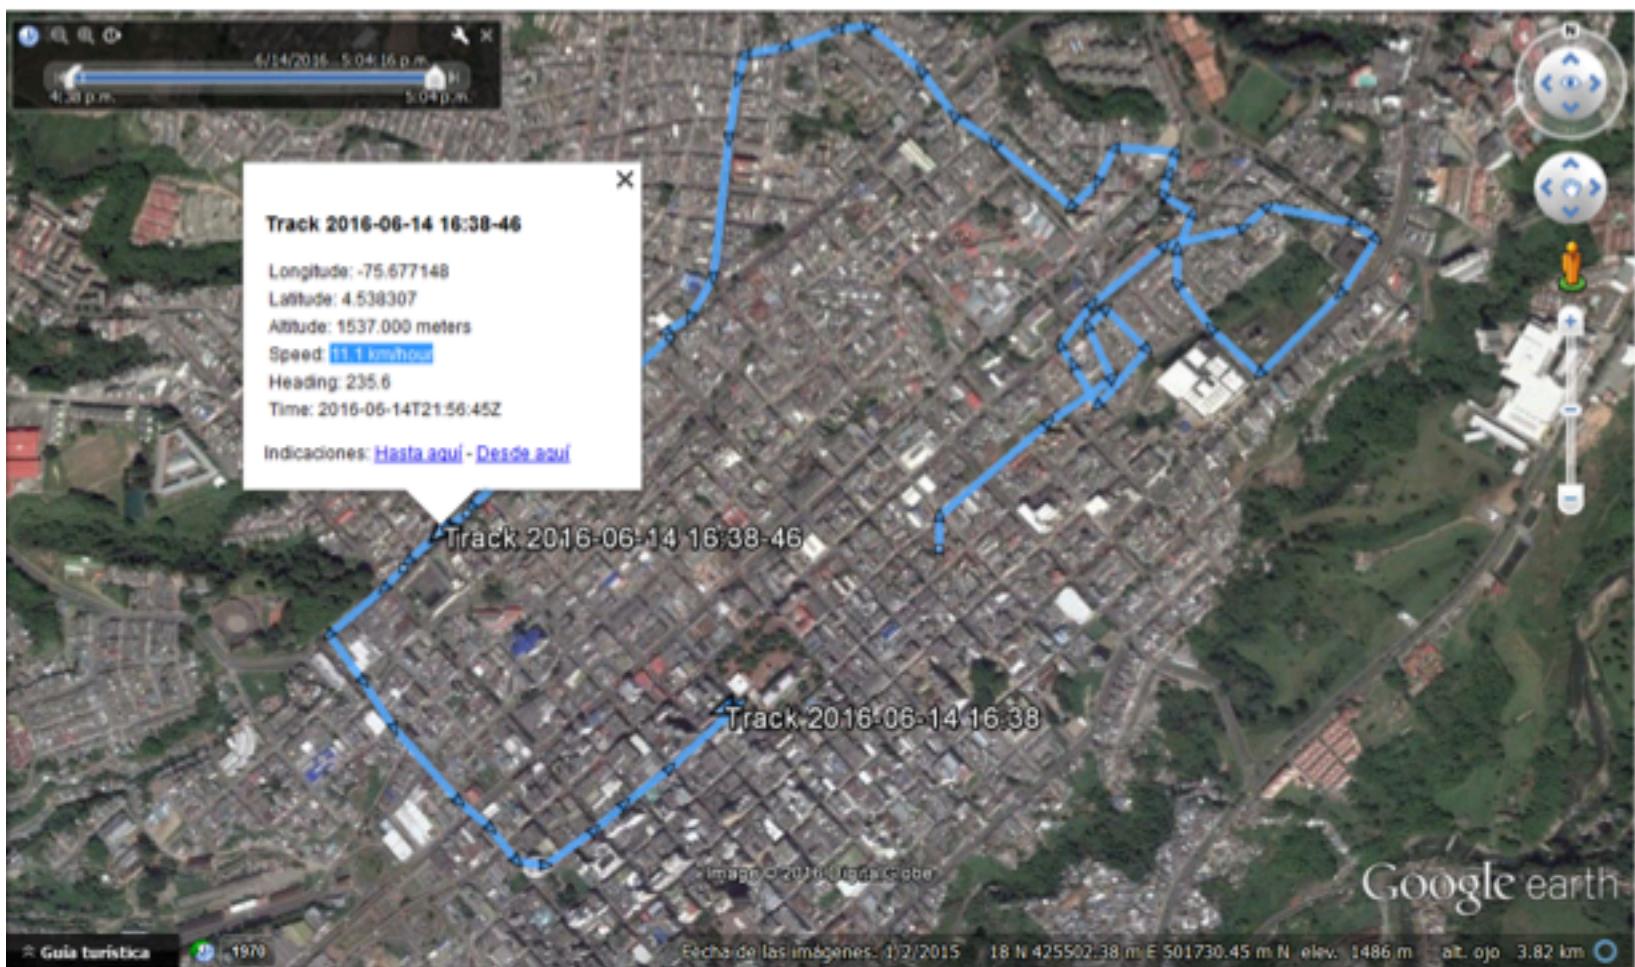 6/14/2016 5:04:16 p.m.
4:38 p.m. 5:04 p.m.
N
Track 2016-06-14 16:38-46
Longitude: -75.677148
Latitude: 4.538307
Altitude: 1537.000 meters
Speed: 11.1 km/hour
Heading: 235.6
Time: 2016-06-14T21:56:45Z
Indicaciones: Hasta aquí - Desde aquí
Track 2016-06-14 16:38-46
Track 2016-06-14 16:38
Image © 2016 DigitalGlobe
Google earth
Guía turística 1970 Fecha de las imágenes: 1/2/2015 18 N 425502.38 m E 501730.45 m N elev. 1486 m alt. ojo 3.82 km